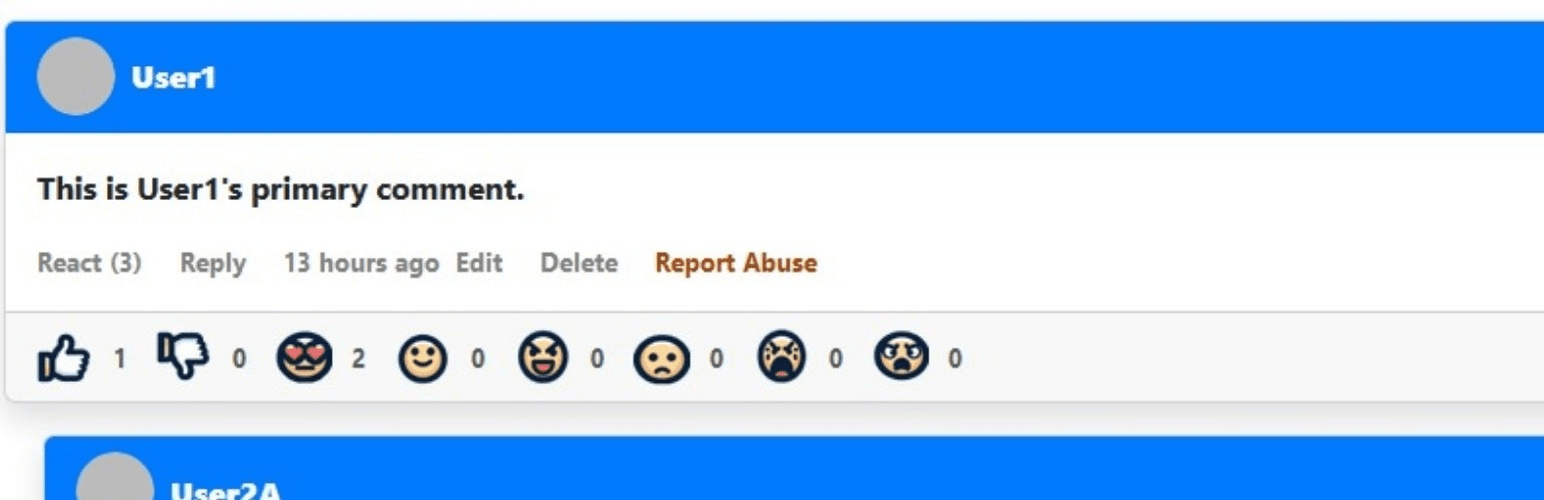 User1
This is User1's primary comment.
React (3) Reply 13 hours ago Edit Delete Report Abuse
1 0 2 0 0 0 0 0
User2A